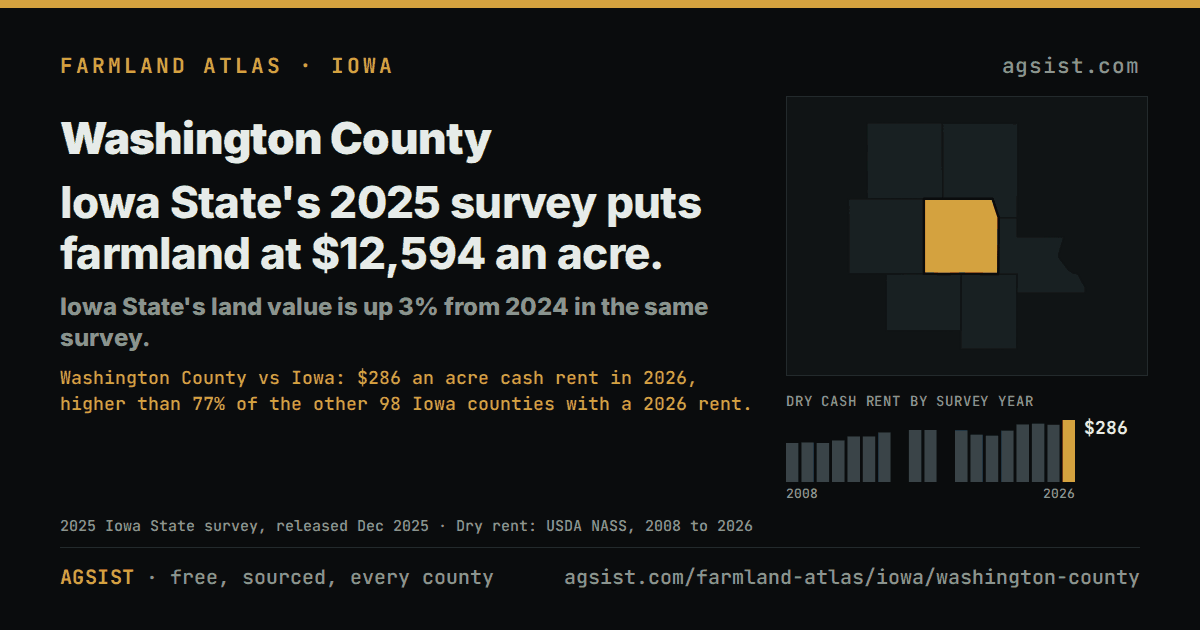 FARMLAND ATLAS · IOWA
agsist.com
Washington County
Iowa State's 2025 survey puts
farmland at $12,594 an acre.
Iowa State's land value is up 3% from 2024 in the same
survey.
Washington County vs Iowa: $286 an acre cash rent in 2026,
higher than 77% of the other 98 Iowa counties with a 2026 rent.
DRY CASH RENT BY SURVEY YEAR
$286
2008
2026
2025 Iowa State survey, released Dec 2025 · Dry rent: USDA NASS, 2008 to 2026
AGSIST · free, sourced, every county
agsist.com/farmland-atlas/iowa/washington-county